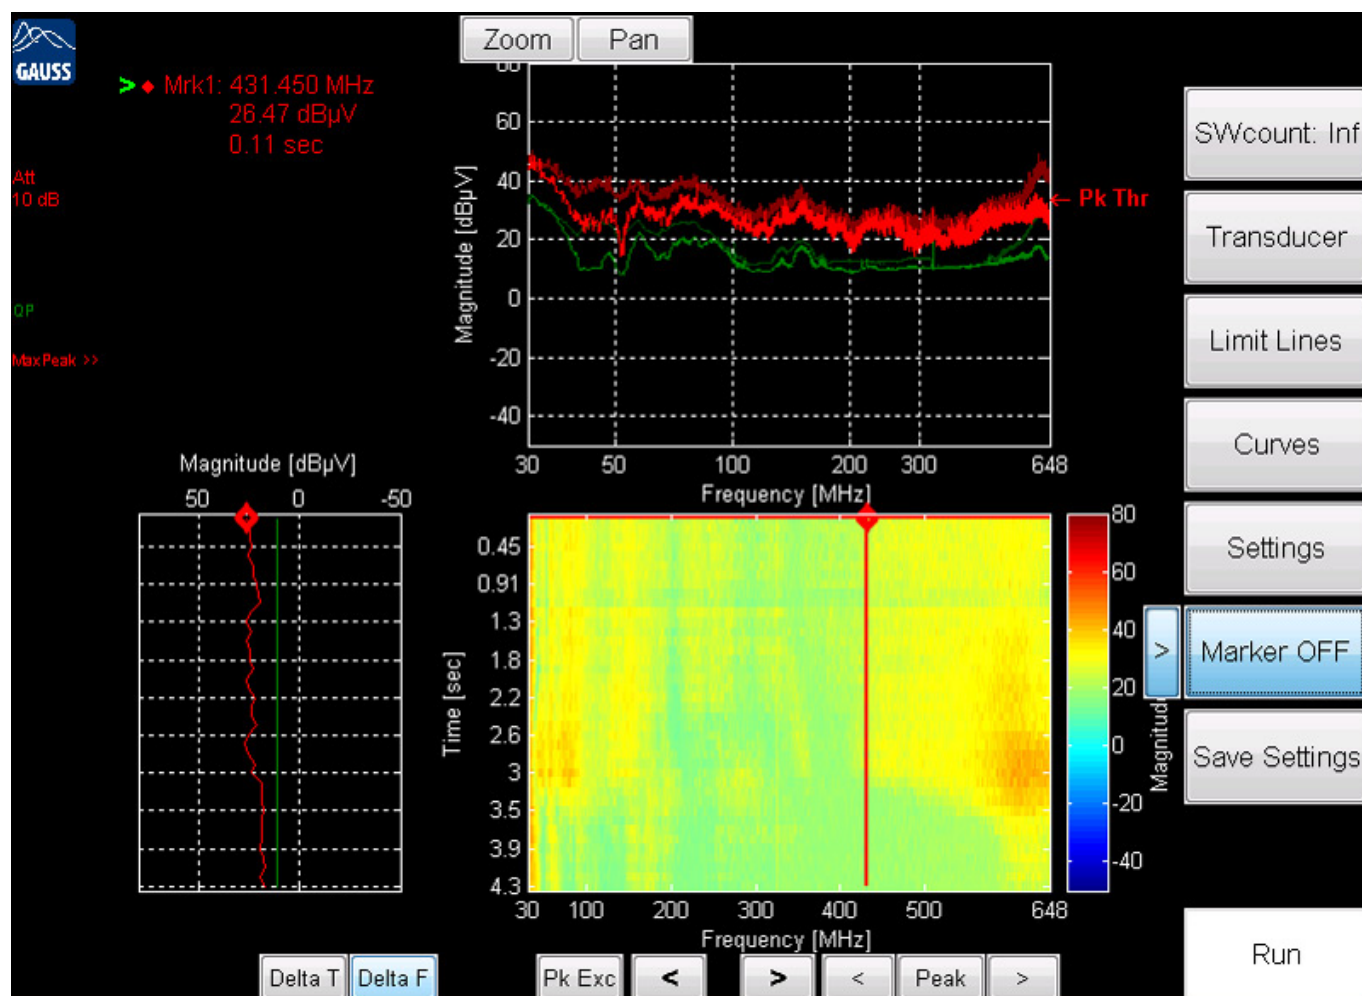 GAUSS
Zoom
Pan
> Mrk1: 431.450 MHz
26.47 dBµV
0.11 sec
Att
10 dB
QP
MaxPeak >>
80
60
40
20
0
-20
-40
Magnitude [dBµV]
← Pk Thr
30 50 100 200 300 648
Frequency [MHz]
Magnitude [dBµV]
50 0 -50
0.45
0.91
1.3
1.8
2.2
2.6
3
3.5
3.9
4.3
Time [sec]
30 100 200 300 400 500 648
Frequency [MHz]
80
60
40
20
0
-20
-40
Magnitud
>
SWcount: Inf
Transducer
Limit Lines
Curves
Settings
Marker OFF
Save Settings
Run
Delta T
Delta F
Pk Exc
<
>
<
Peak
>